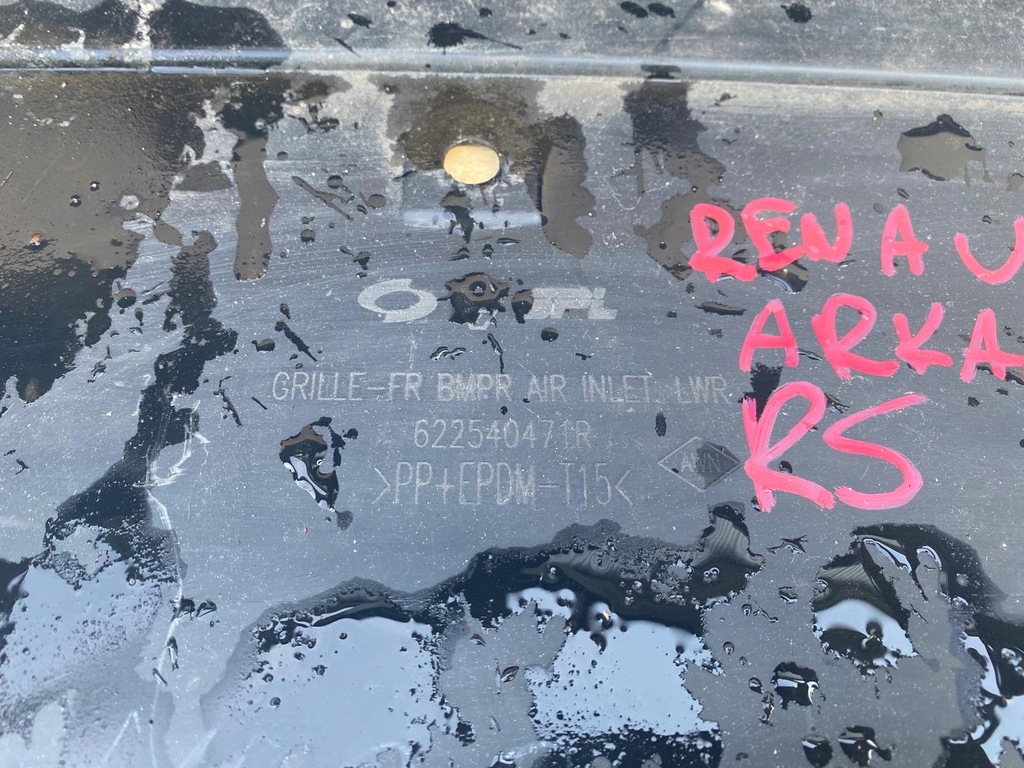 RENAU
ARKA
RS
GRILLE-FR BMPR AIR INLET LWR
622540471R
>PP+EPDM-T15<